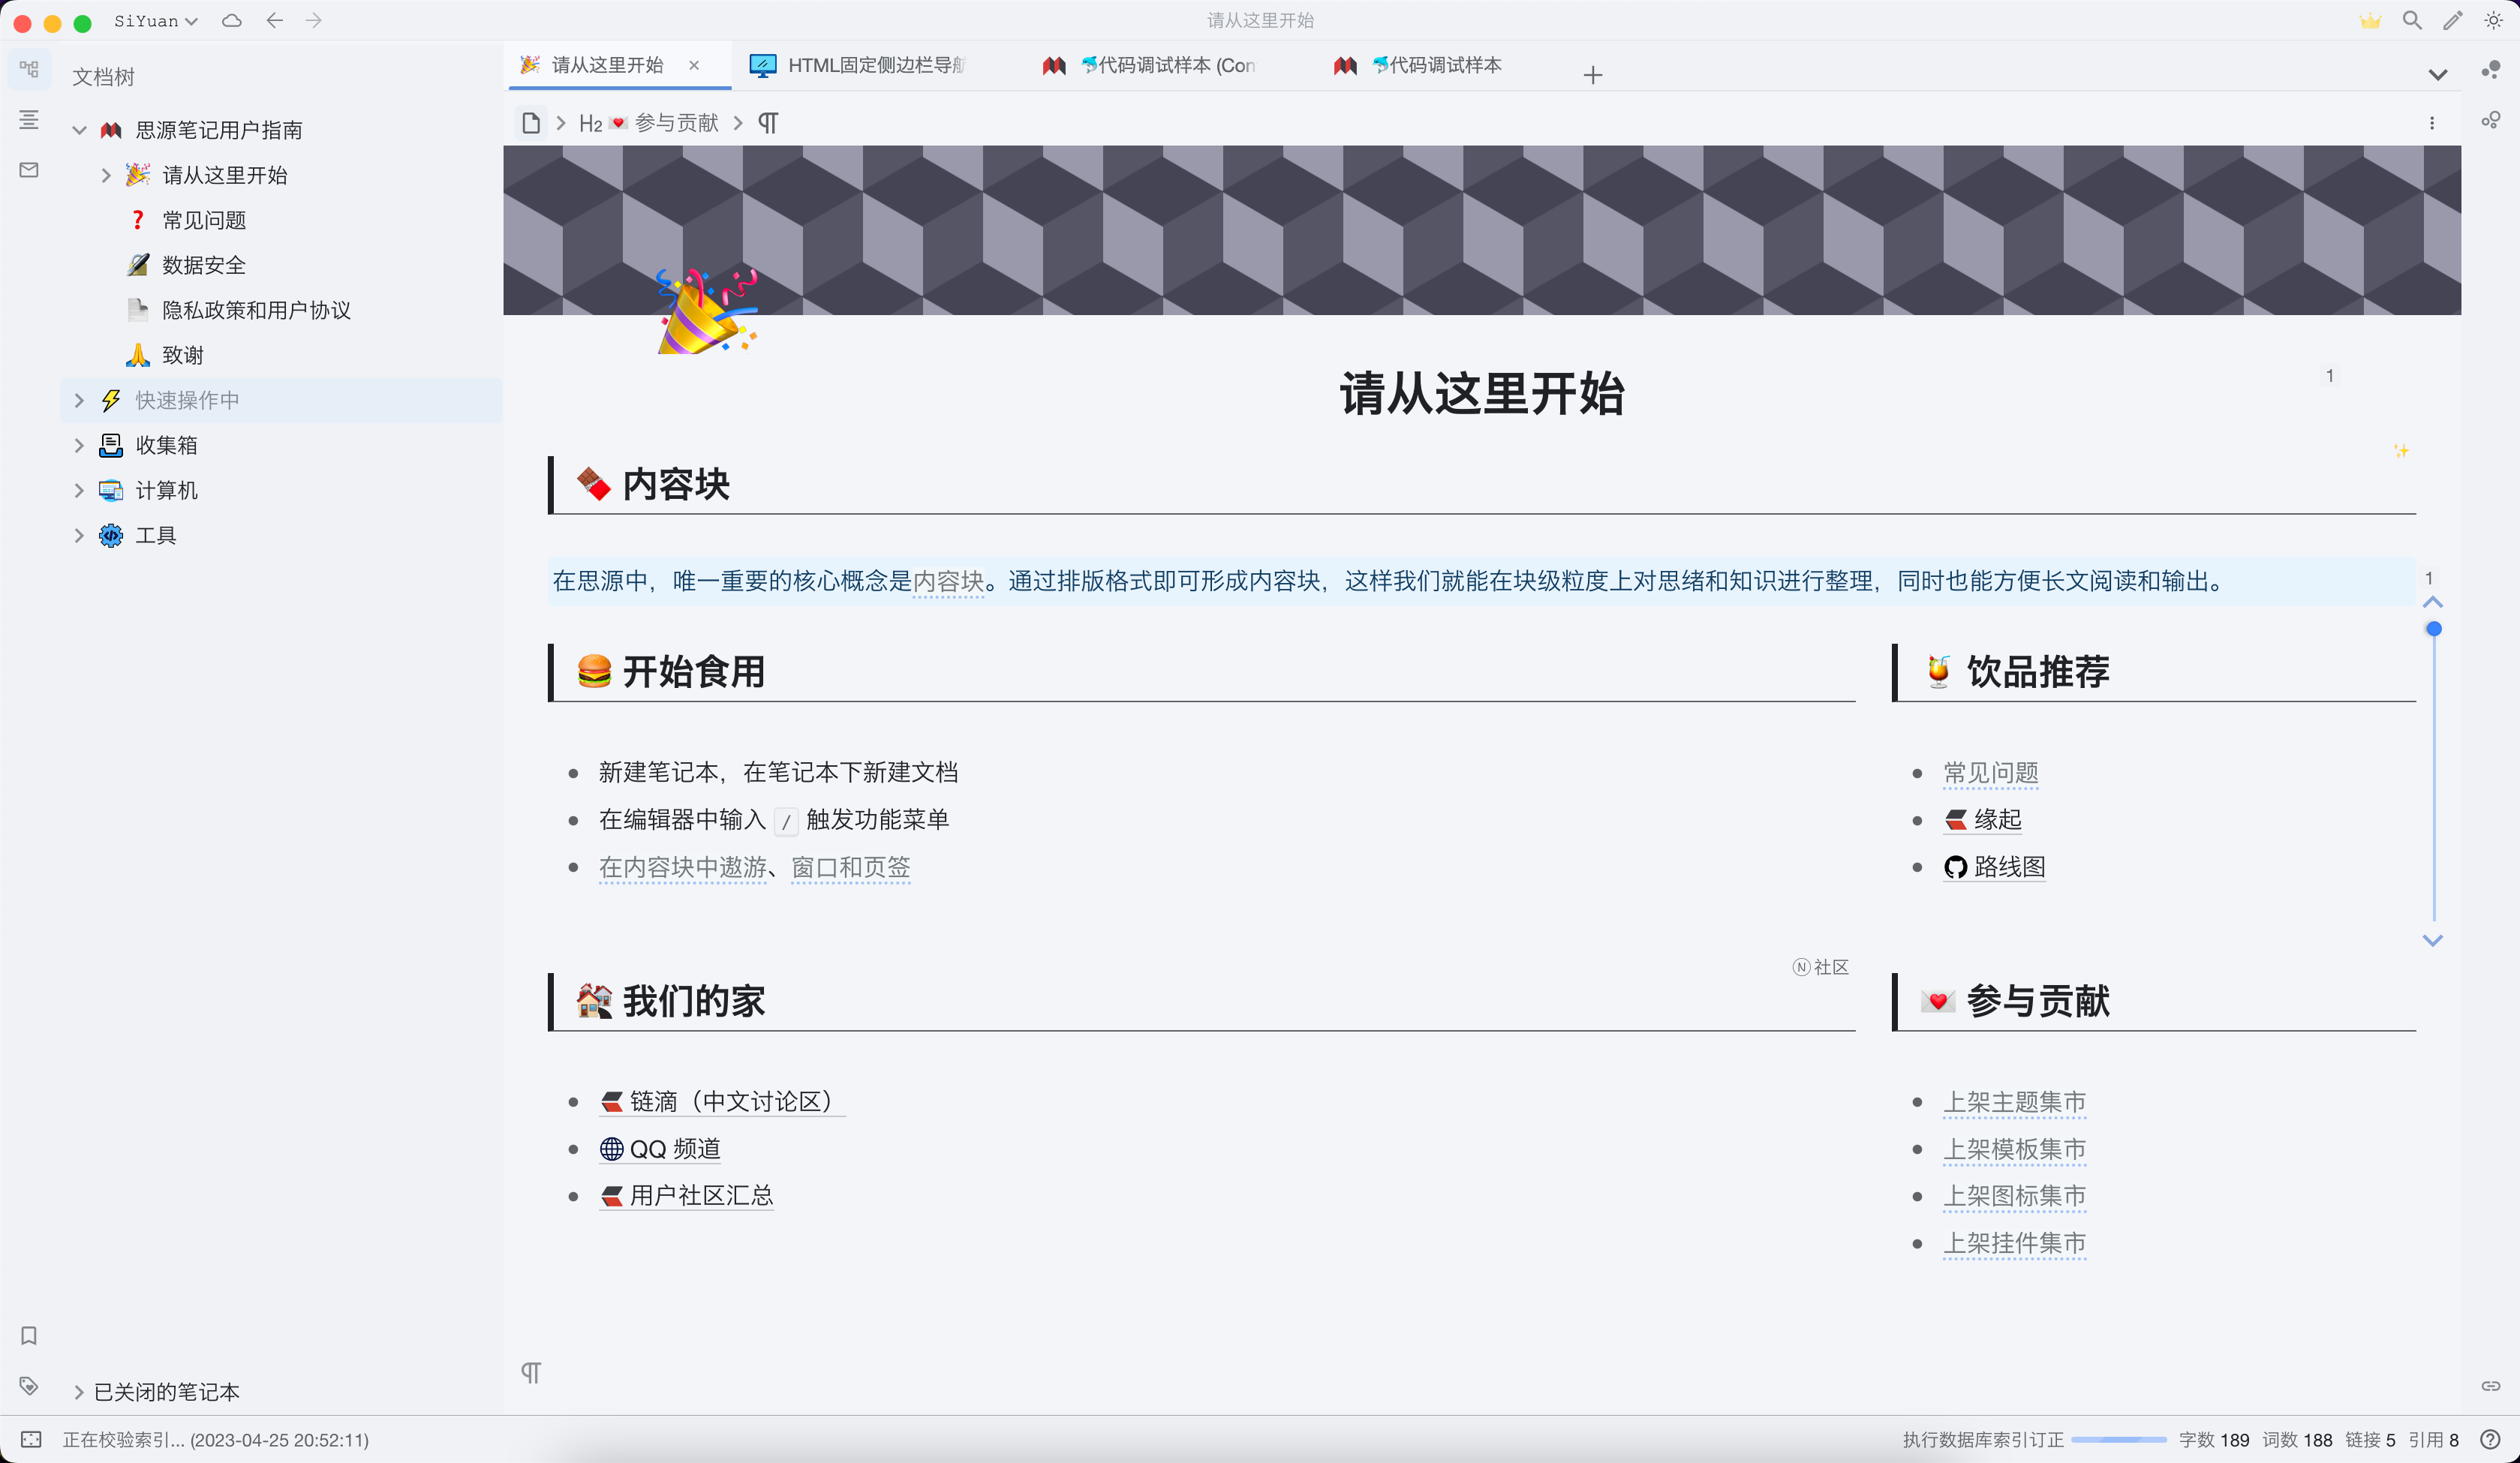 SiYuan
请从这里开始
文档树
思源笔记用户指南
请从这里开始
常见问题
数据安全
隐私政策和用户协议
致谢
快速操作中
收集箱
计算机
工具
已关闭的笔记本
请从这里开始
HTML固定侧边栏导航
代码调试样本 (Con
代码调试样本
H2 参与贡献
请从这里开始
1
内容块
在思源中，唯一重要的核心概念是内容块。通过排版格式即可形成内容块，这样我们就能在块级粒度上对思绪和知识进行整理，同时也能方便长文阅读和输出。
1
开始食用
新建笔记本，在笔记本下新建文档
在编辑器中输入 / 触发功能菜单
在内容块中遨游、窗口和页签
饮品推荐
常见问题
缘起
路线图
N社区
我们的家
链滴（中文讨论区）
QQ 频道
用户社区汇总
参与贡献
上架主题集市
上架模板集市
上架图标集市
上架挂件集市
正在校验索引... (2023-04-25 20:52:11)
执行数据库索引订正 字数 189 词数 188 链接 5 引用 8